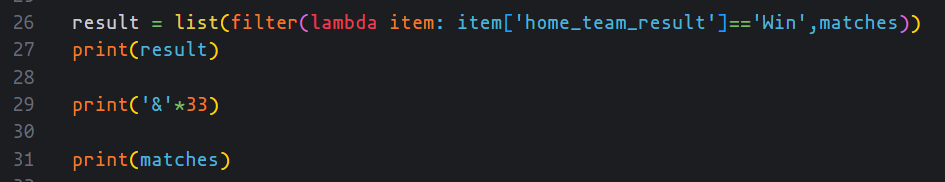 26 result = list(filter(lambda item: item['home_team_result']=='Win',matches))
27 print(result)
28
29 print('&'*33)
30
31 print(matches)